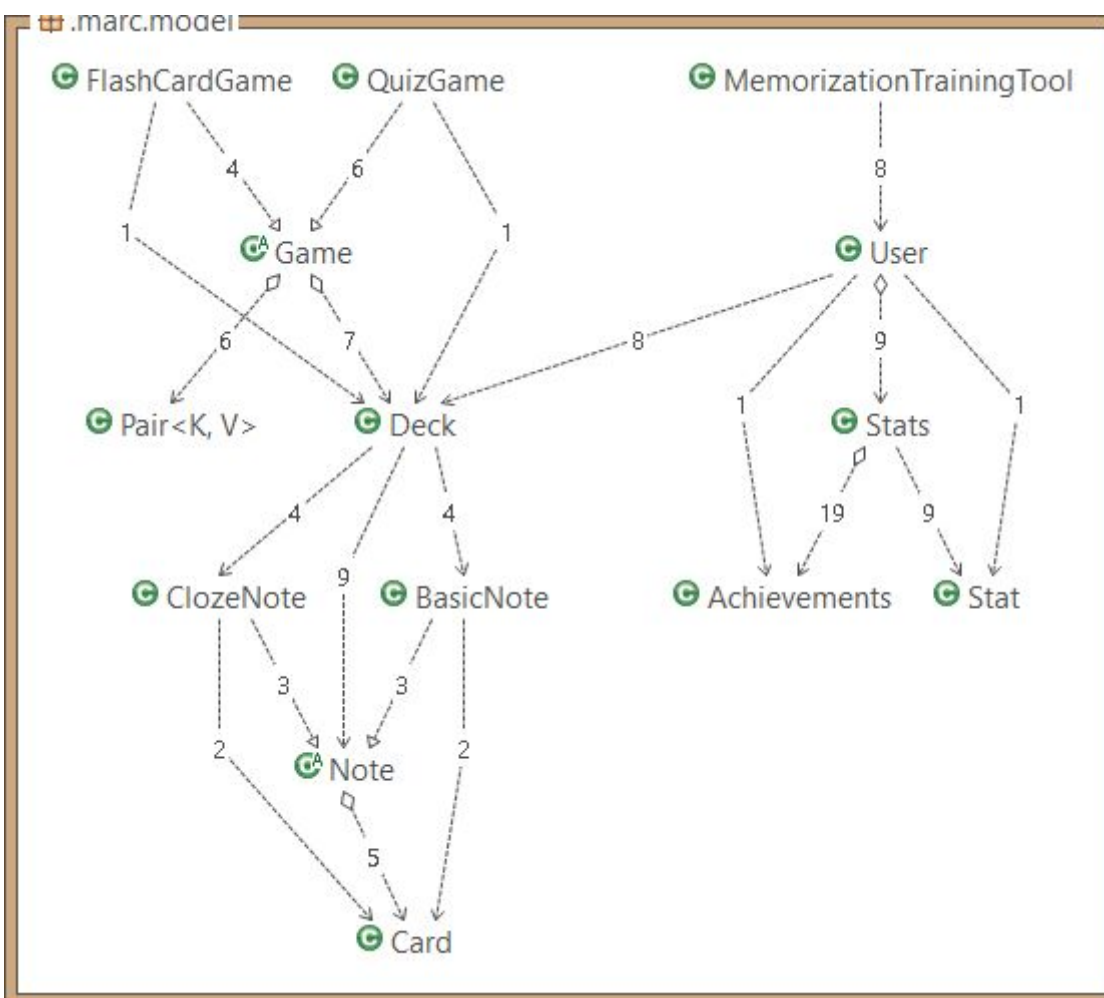 .marc.model
FlashCardGame QuizGame MemorizationTrainingTool
4 6 8
1 1
Game User
6 7 8 9
1 1
Pair<K, V> Deck Stats
4 4 19 9
9
ClozeNote BasicNote Achievements Stat
3 3
2 2
Note
5
Card